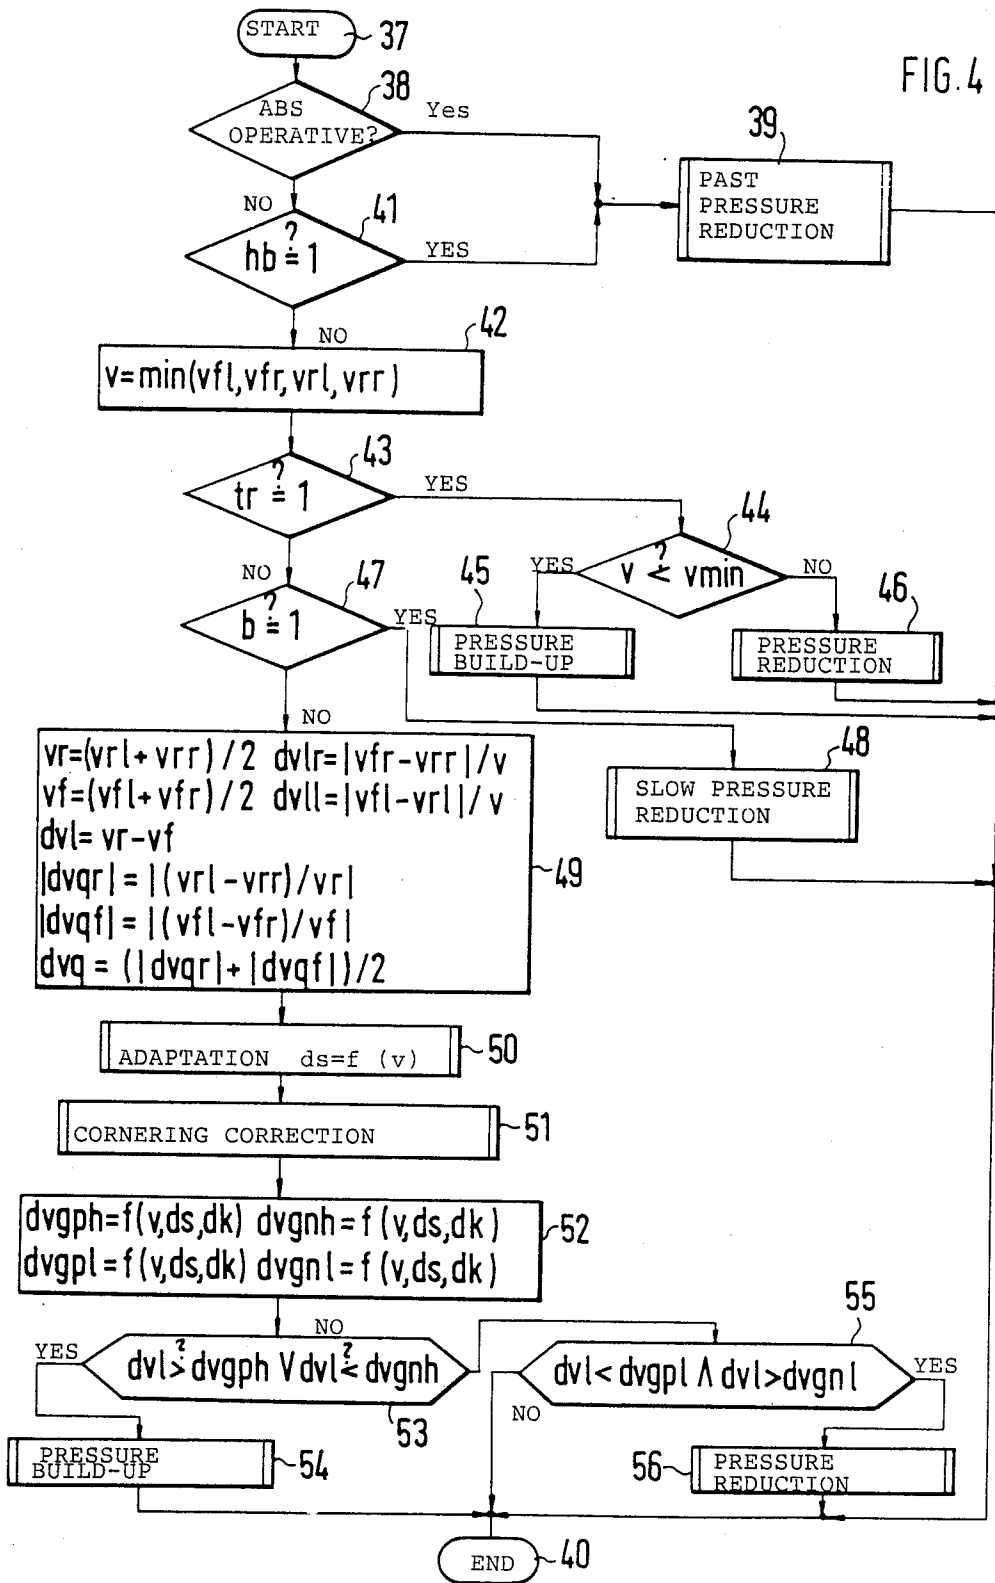 START
37
FIG. 4
38
ABS
OPERATIVE?
Yes
39
PAST
PRESSURE
REDUCTION
NO
41
hb ≟ 1
YES
NO
42
v=min(vfl,vfr,vrl,vrr)
43
tr ≟ 1
YES
44
v <? vmin
YES
NO
NO
47
b ≟ 1
YES
45
PRESSURE
BUILD-UP
46
PRESSURE
REDUCTION
NO
48
SLOW PRESSURE
REDUCTION
vr=(vrl+vrr)/2 dvlr=|vfr-vrr|/v
vf=(vfl+vfr)/2 dvll=|vfl-vrl|/v
dvl=vr-vf
|dvqr|=|(vrl-vrr)/vr|
|dvqf|=|(vfl-vfr)/vf|
dvq=(|dvqr|+|dvqf|)/2
49
ADAPTATION ds=f (v)
50
CORNERING CORRECTION
51
dvgph=f(v,ds,dk) dvgnh=f(v,ds,dk)
dvgpl=f(v,ds,dk) dvgnl=f(v,ds,dk)
52
NO
55
YES
dvl>? dvgph V dvl<? dvgnh
53
dvl<dvgpl Λ dvl>dvgnl
YES
NO
PRESSURE
BUILD-UP
54
56
PRESSURE
REDUCTION
END
40